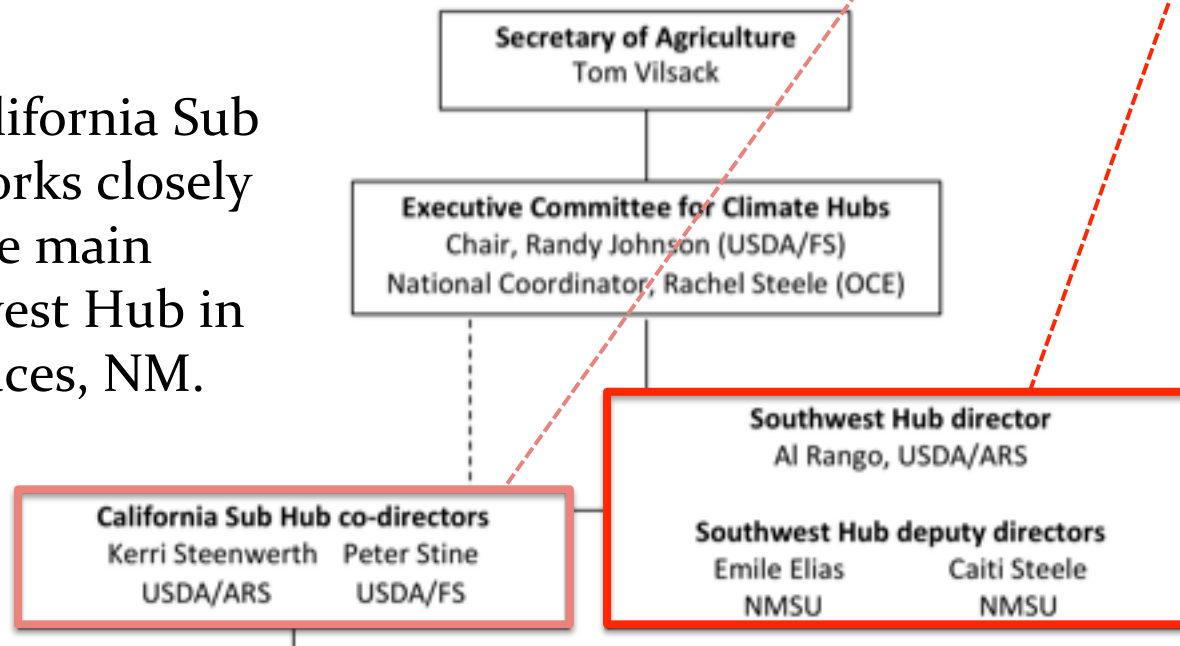 Secretary of Agriculture
Tom Vilsack
lifornia Sub
orks closely
e main
est Hub in
ces, NM.
Executive Committee for Climate Hubs
Chair, Randy Johnson (USDA/FS)
National Coordinator, Rachel Steele (OCE)
Southwest Hub director
Al Rango, USDA/ARS
Southwest Hub deputy directors
Emile Elias Caiti Steele
NMSU NMSU
California Sub Hub co-directors
Kerri Steenwerth Peter Stine
USDA/ARS USDA/FS